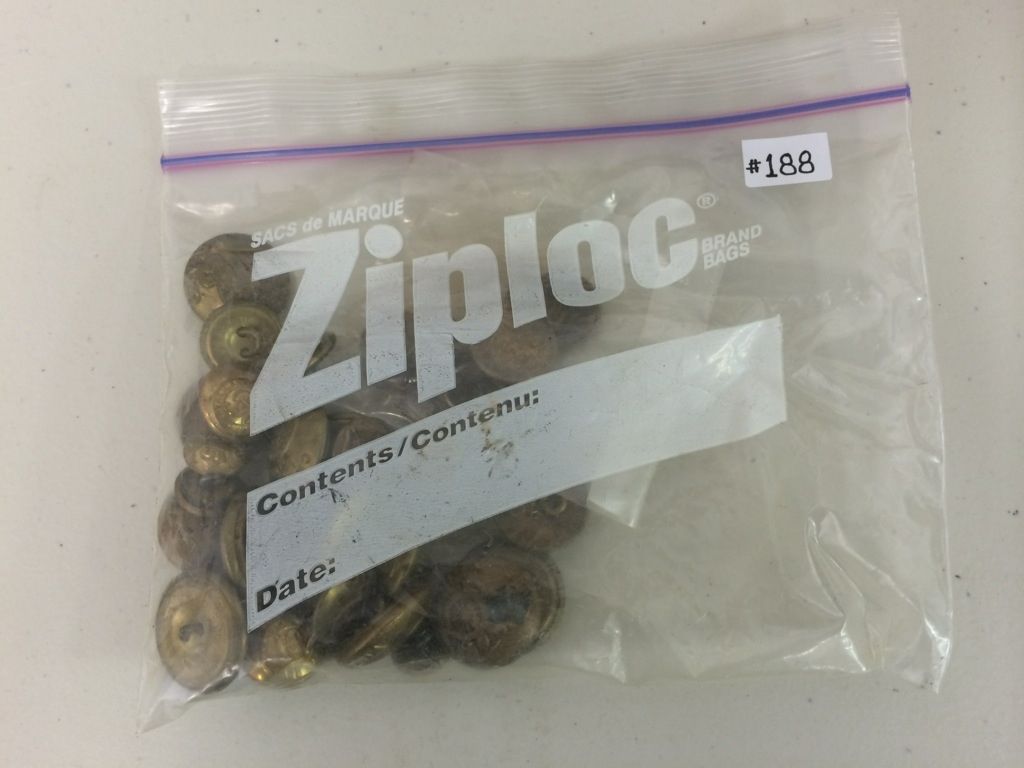 #188
SACS de MARQUE
Ziploc®
BRAND
BAGS
Contents/Contenu:
Date: